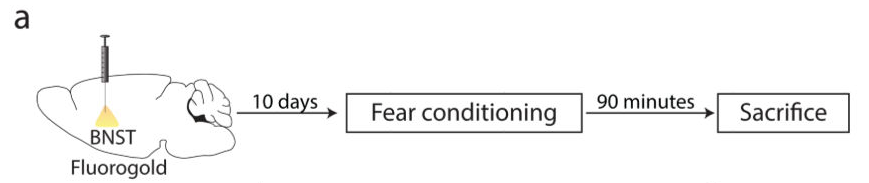 a
10 days
Fear conditioning
90 minutes
Sacrifice
BNST
Fluorogold